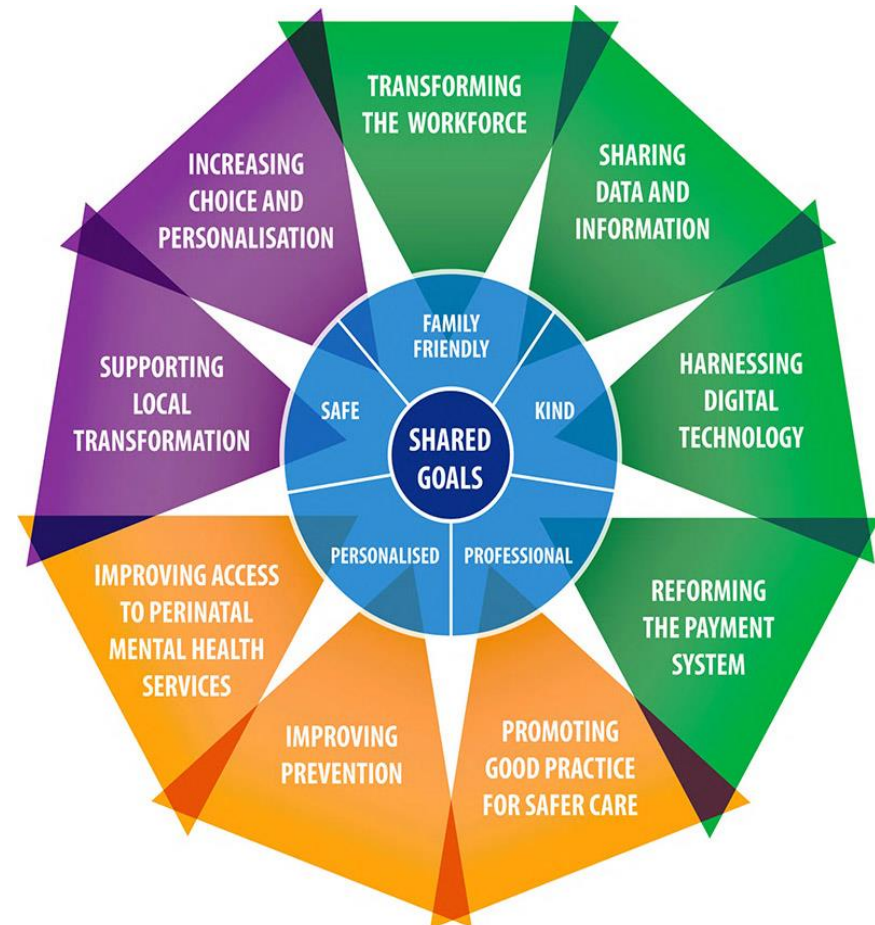 TRANSFORMING
THE WORKFORCE
SHARING
DATA AND
INFORMATION
HARNESSING
DIGITAL
TECHNOLOGY
REFORMING
THE PAYMENT
SYSTEM
PROMOTING
GOOD PRACTICE
FOR SAFER CARE
IMPROVING
PREVENTION
IMPROVING ACCESS
TO PERINATAL
MENTAL HEALTH
SERVICES
SUPPORTING
LOCAL
TRANSFORMATION
INCREASING
CHOICE AND
PERSONALISATION
FAMILY
FRIENDLY
KIND
PROFESSIONAL
PERSONALISED
SAFE
SHARED
GOALS